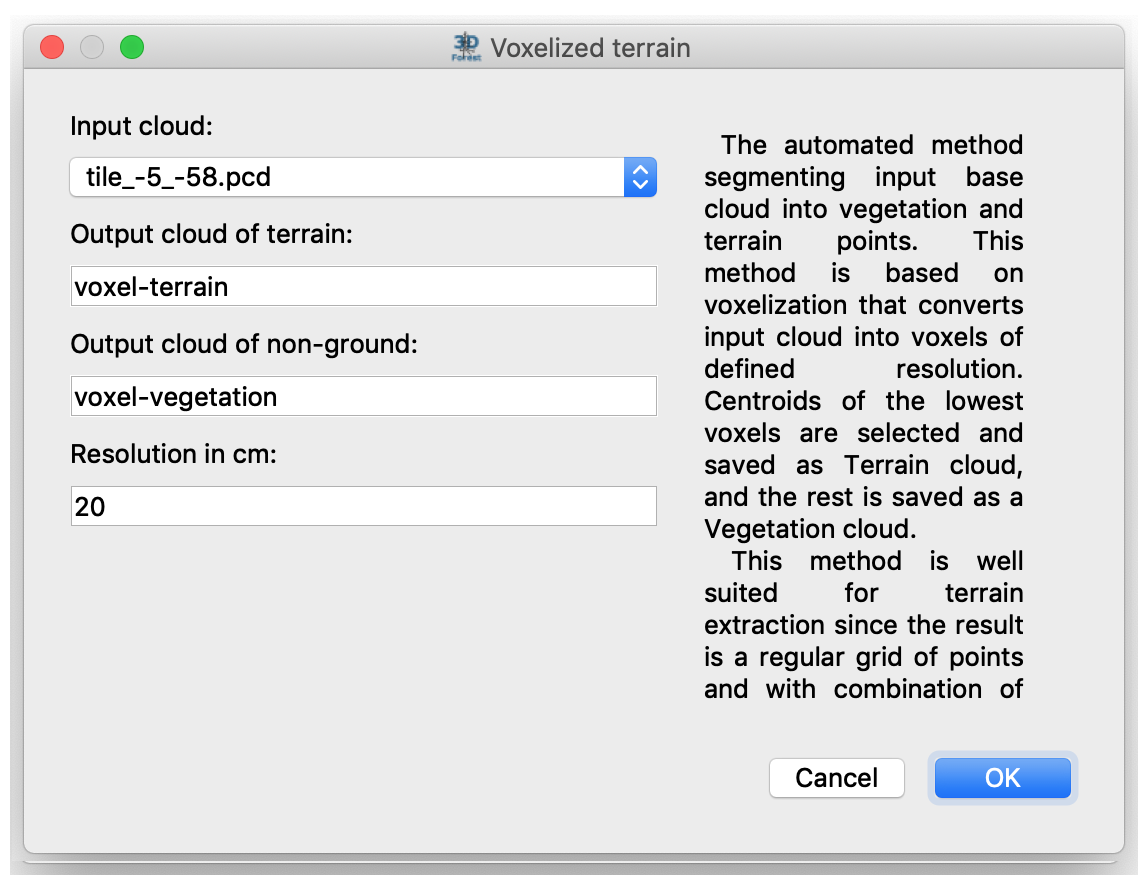 3D Forest Voxelized terrain
Input cloud:
tile_-5_-58.pcd
Output cloud of terrain:
voxel-terrain
Output cloud of non-ground:
voxel-vegetation
Resolution in cm:
20
The automated method
segmenting input base
cloud into vegetation and
terrain points. This
method is based on
voxelization that converts
input cloud into voxels of
defined resolution.
Centroids of the lowest
voxels are selected and
saved as Terrain cloud,
and the rest is saved as a
Vegetation cloud.
This method is well
suited for terrain
extraction since the result
is a regular grid of points
and with combination of
Cancel OK